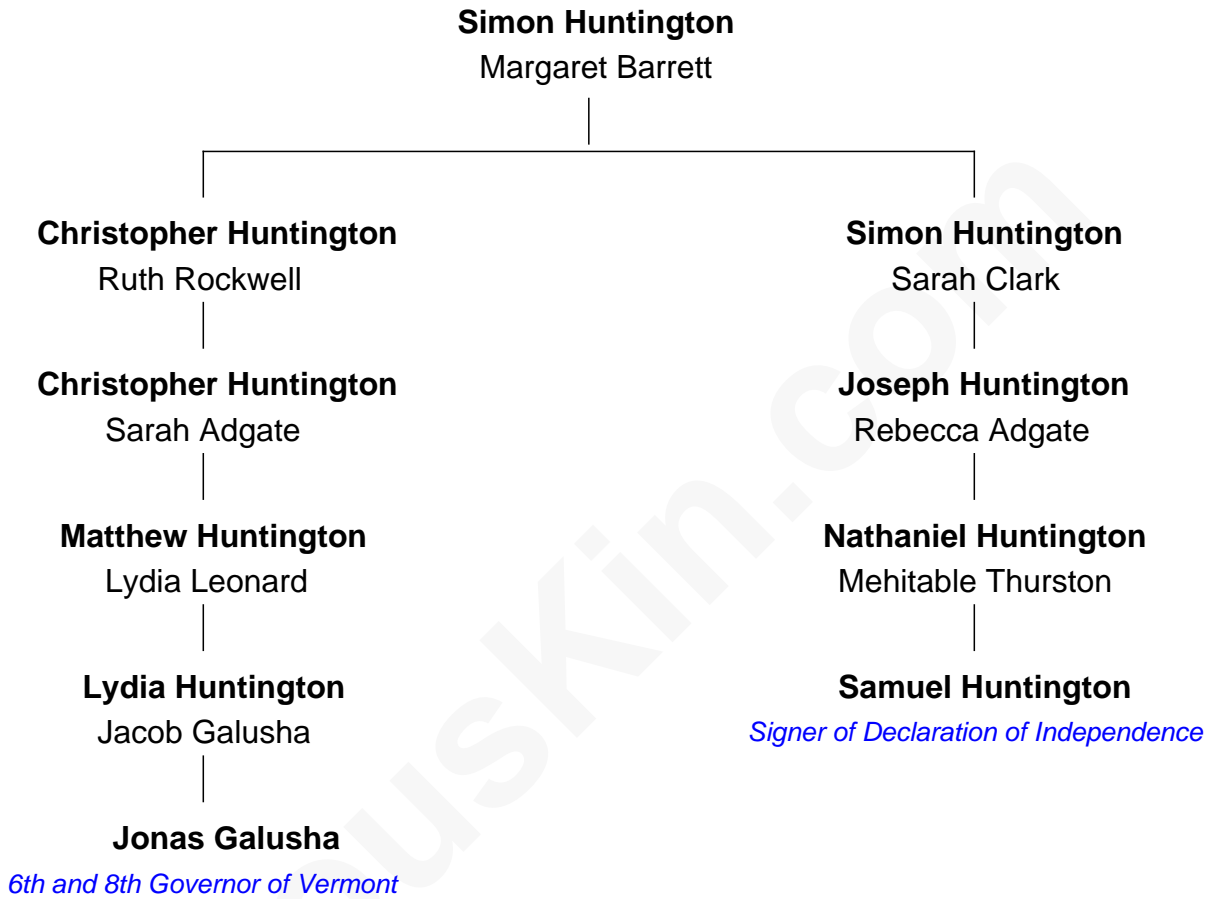 Simon Huntington
Margaret Barrett
Christopher Huntington
Ruth Rockwell
Christopher Huntington
Sarah Adgate
Matthew Huntington
Lydia Leonard
Lydia Huntington
Jacob Galusha
Jonas Galusha
6th and 8th Governor of Vermont
Simon Huntington
Sarah Clark
Joseph Huntington
Rebecca Adgate
Nathaniel Huntington
Mehitable Thurston
Samuel Huntington
Signer of Declaration of Independence
ousKin.com